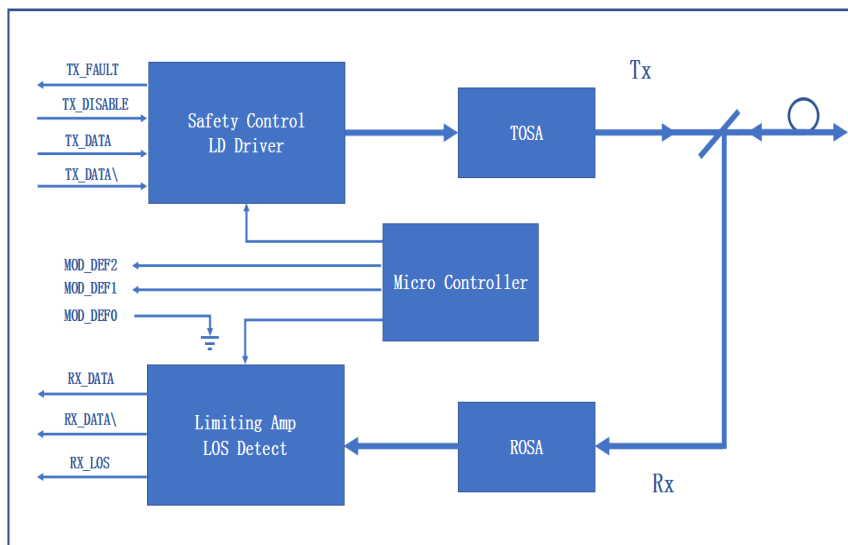 TX_FAULT
TX_DISABLE
TX_DATA
TX_DATA\
Safety Control
LD Driver
TOSA
Tx
MOD_DEF2
MOD_DEF1
MOD_DEF0
Micro Controller
RX_DATA
RX_DATA\
RX_LOS
Limiting Amp
LOS Detect
ROSA
Rx